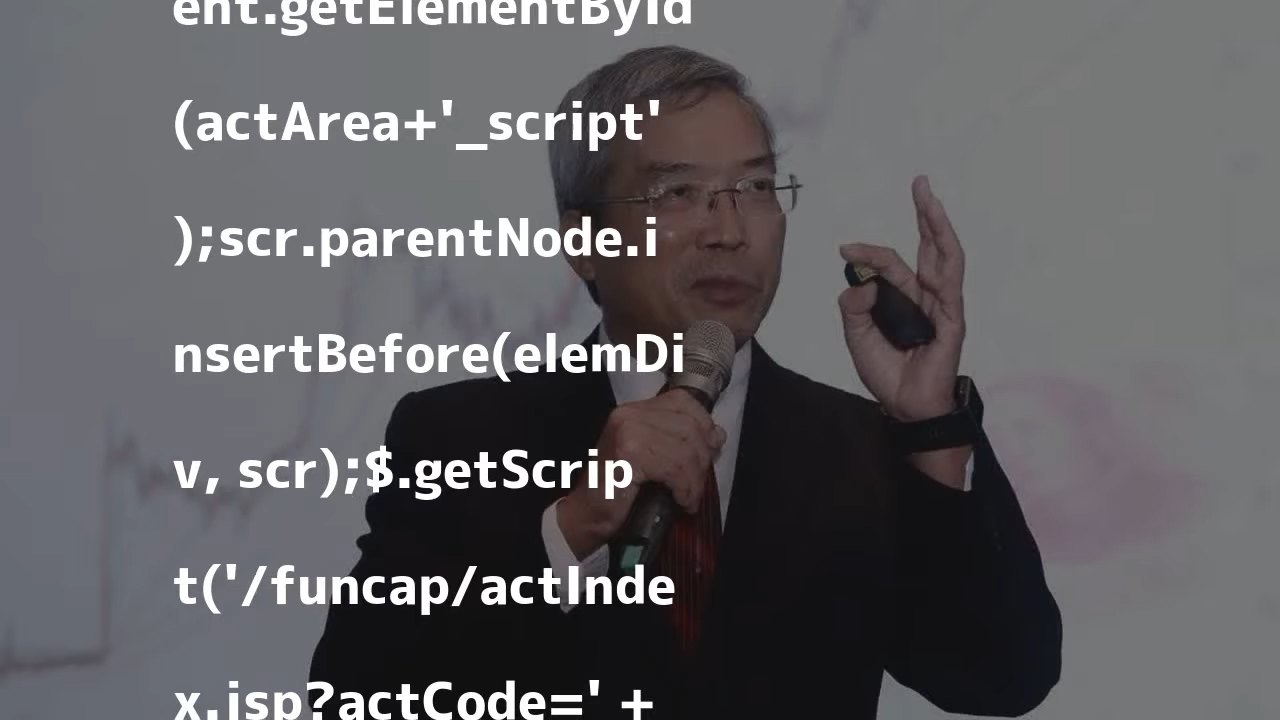 ent.getElementById
(actArea+'_script'
);scr.parentNode.i
nsertBefore(elemDi
v, scr);$.getScrip
t('/funcap/actInde
x.jsp?actCode=' +